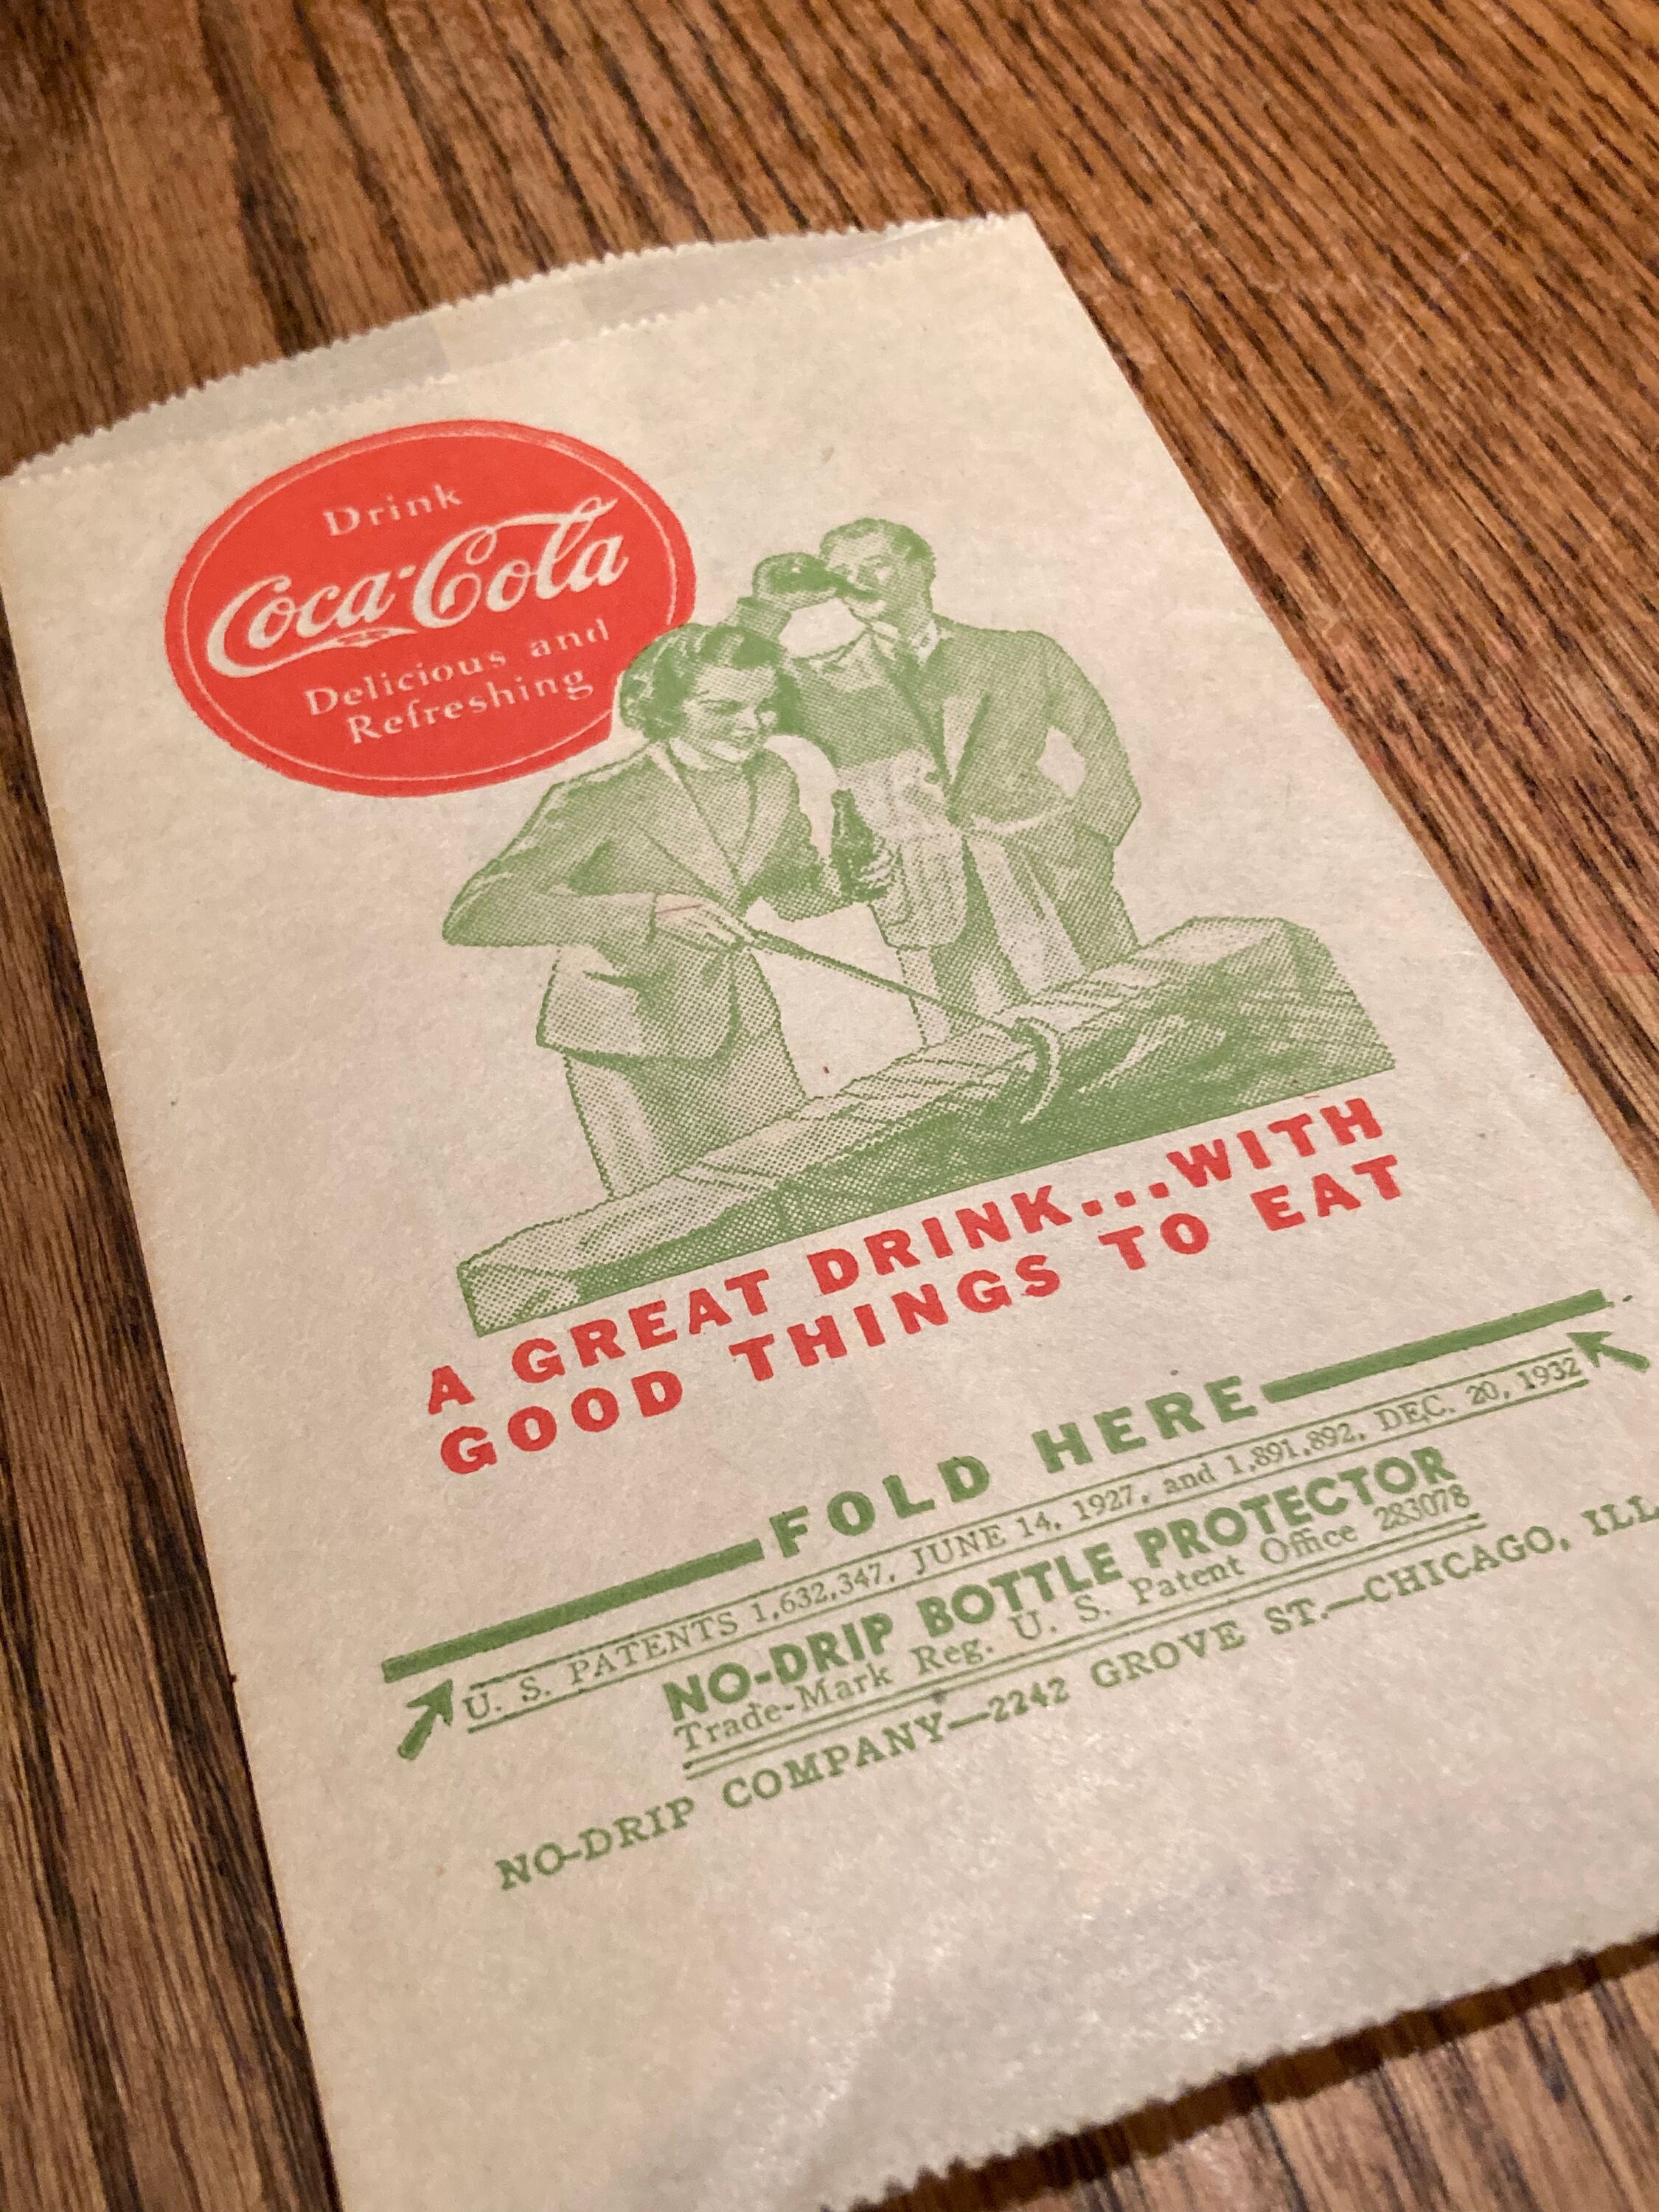 Drink
Coca-Cola
Delicious and
Refreshing
A GREAT DRINK...WITH
GOOD THINGS TO EAT
FOLD HERE
U. S. PATENTS 1,632,347, JUNE 14, 1927, and 1,891,892, DEC. 20, 1932
NO-DRIP BOTTLE PROTECTOR
Trade-Mark Reg. U. S. Patent Office 283078
NO-DRIP COMPANY—2242 GROVE ST.—CHICAGO, ILL